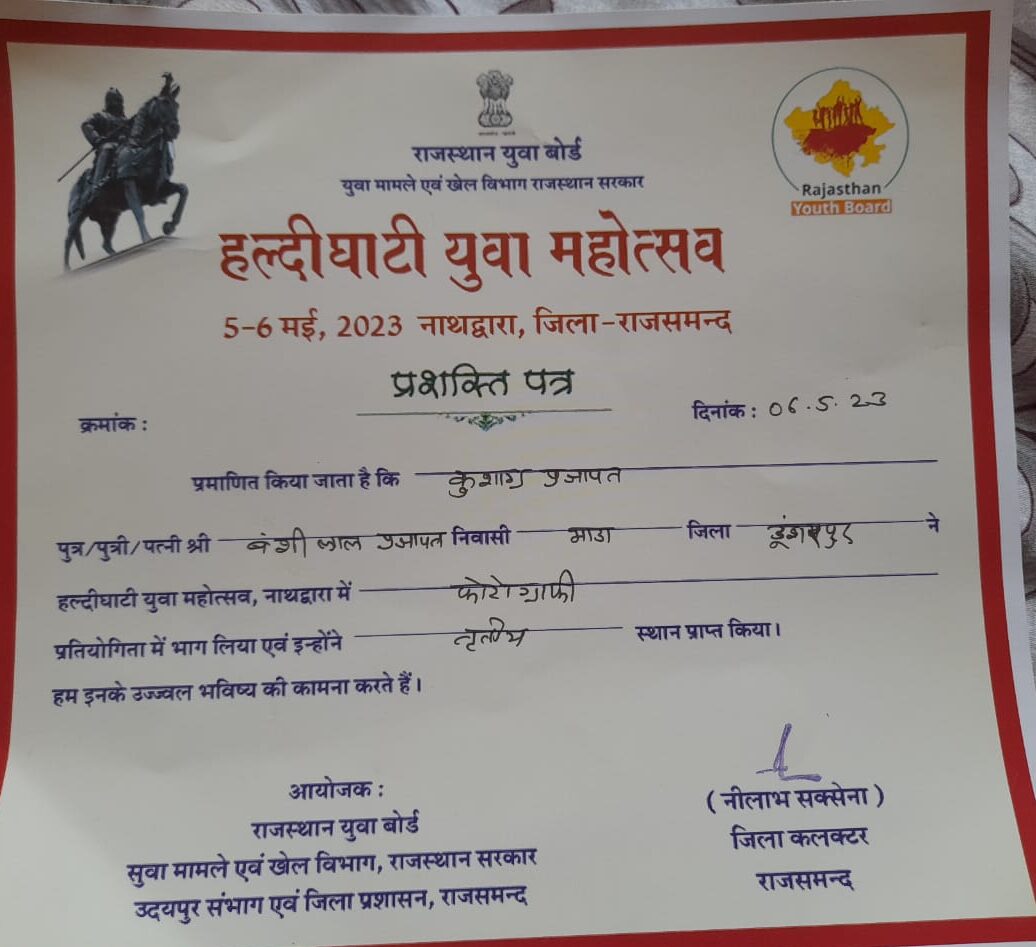 राजस्थान युवा बोर्ड
युवा मामले एवं खेल विभाग राजस्थान सरकार
Rajasthan
Youth Board
हल्दीघाटी युवा महोत्सव
5-6 मई, 2023 नाथद्वारा, जिला-राजसमन्द
प्रशक्ति पत्र
क्रमांक : दिनांक : 06.5.23
प्रमाणित किया जाता है कि कुशाग्र प्रजापत
पुत्र/पुत्री/पत्नी श्री बंशी लाल प्रजापत निवासी माडा जिला डूंगरपुर ने
हल्दीघाटी युवा महोत्सव, नाथद्वारा में फोटोग्राफी
प्रतियोगिता में भाग लिया एवं इन्होंने तृतीय स्थान प्राप्त किया।
हम इनके उज्ज्वल भविष्य की कामना करते हैं।
आयोजक :
राजस्थान युवा बोर्ड
सुवा मामले एवं खेल विभाग, राजस्थान सरकार
उदयपुर संभाग एवं जिला प्रशासन, राजसमन्द
( नीलाभ सक्सेना )
जिला कलक्टर
राजसमन्द